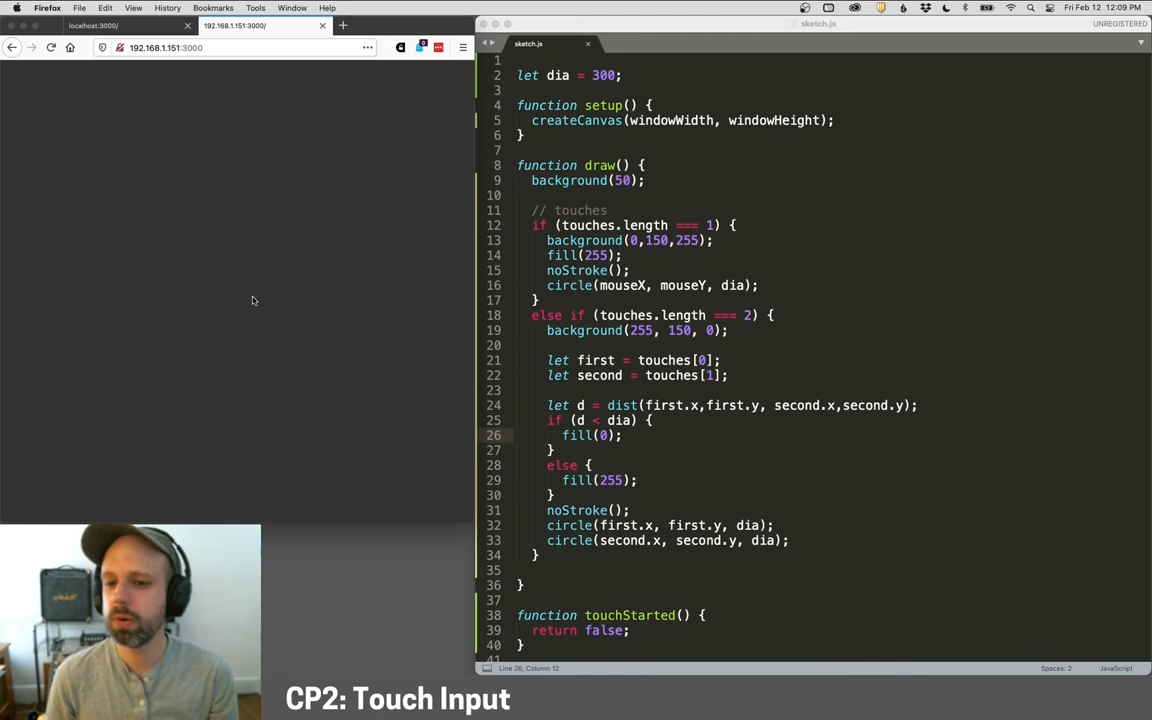 Firefox File Edit View History Bookmarks Tools Window Help Fri Feb 12 12:09 PM
localhost:3000/ 192.168.1.151:3000/
sketch.js UNREGISTERED
192.168.1.151:3000
sketch.js
1
2 let dia = 300;
3
4 function setup() {
5 createCanvas(windowWidth, windowHeight);
6 }
7
8 function draw() {
9 background(50);
10
11 // touches
12 if (touches.length === 1) {
13 background(0,150,255);
14 fill(255);
15 noStroke();
16 circle(mouseX, mouseY, dia);
17 }
18 else if (touches.length === 2) {
19 background(255, 150, 0);
20
21 let first = touches[0];
22 let second = touches[1];
23
24 let d = dist(first.x,first.y, second.x,second.y);
25 if (d < dia) {
26 fill(0);
27 }
28 else {
29 fill(255);
30 }
31 noStroke();
32 circle(first.x, first.y, dia);
33 circle(second.x, second.y, dia);
34 }
35
36 }
37
38 function touchStarted() {
39 return false;
40 }
41
Line 26, Column 12 Spaces: 2 JavaScript
CP2: Touch Input